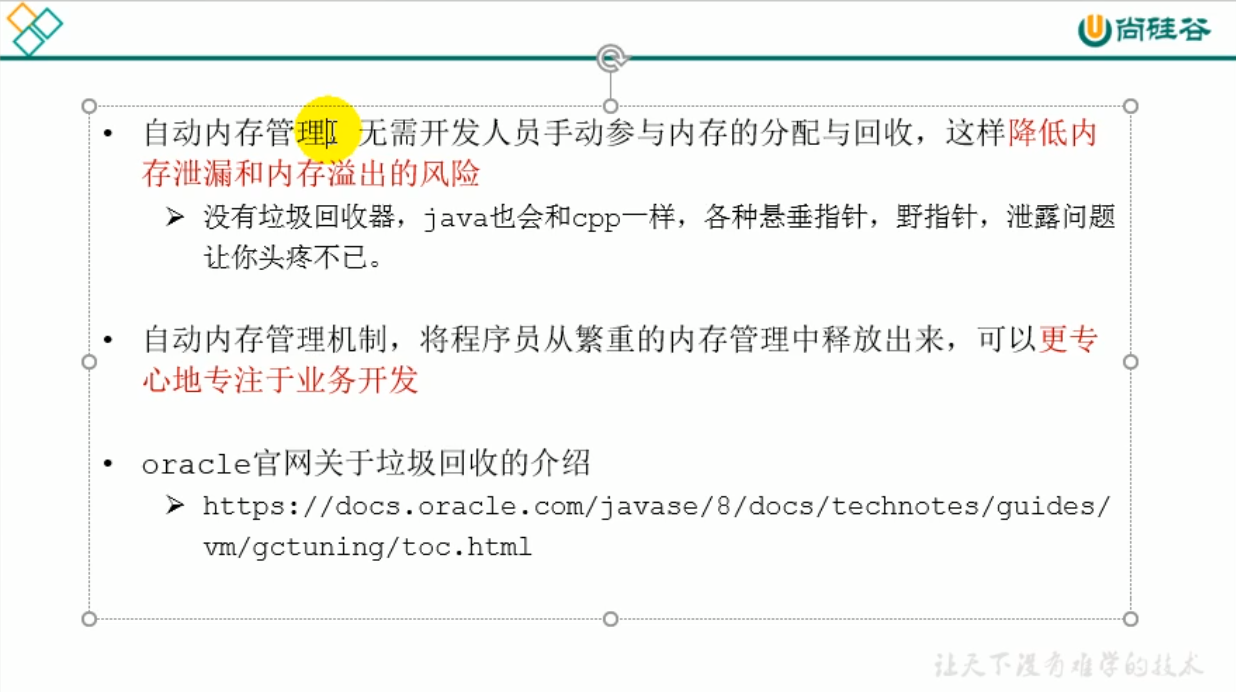 尚硅谷
自动内存管理，无需开发人员手动参与内存的分配与回收，这样降低内
存泄漏和内存溢出的风险
没有垃圾回收器，java也会和cpp一样，各种悬垂指针，野指针，泄露问题
让你头疼不已。
自动内存管理机制，将程序员从繁重的内存管理中释放出来，可以更专
心地专注于业务开发
oracle官网关于垃圾回收的介绍
https://docs.oracle.com/javase/8/docs/technotes/guides/
vm/gctuning/toc.html
让天下没有难学的技术